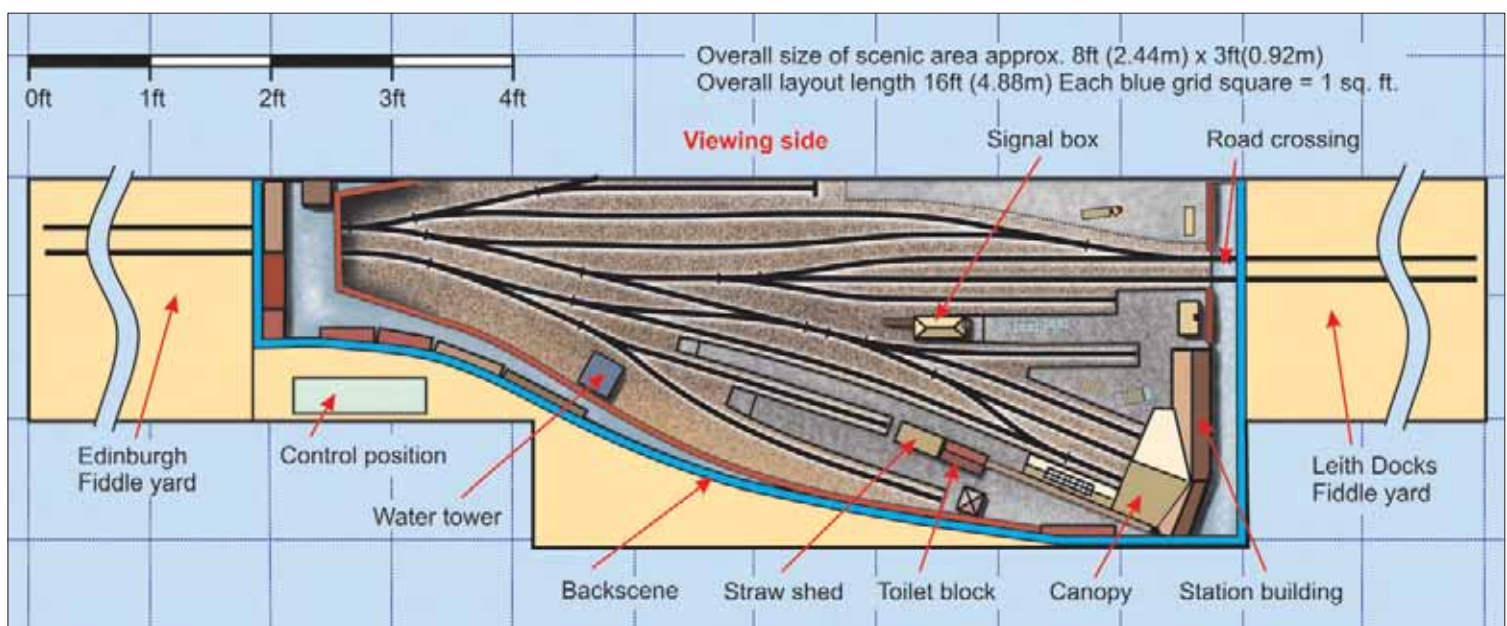 Overall size of scenic area approx. 8ft (2.44m) x 3ft(0.92m)
Overall layout length 16ft (4.88m) Each blue grid square = 1 sq. ft.
0ft 1ft 2ft 3ft 4ft
Viewing side
Signal box
Road crossing
Edinburgh
Fiddle yard
Control position
Water tower
Backscene
Straw shed
Toilet block
Canopy
Station building
Leith Docks
Fiddle yard